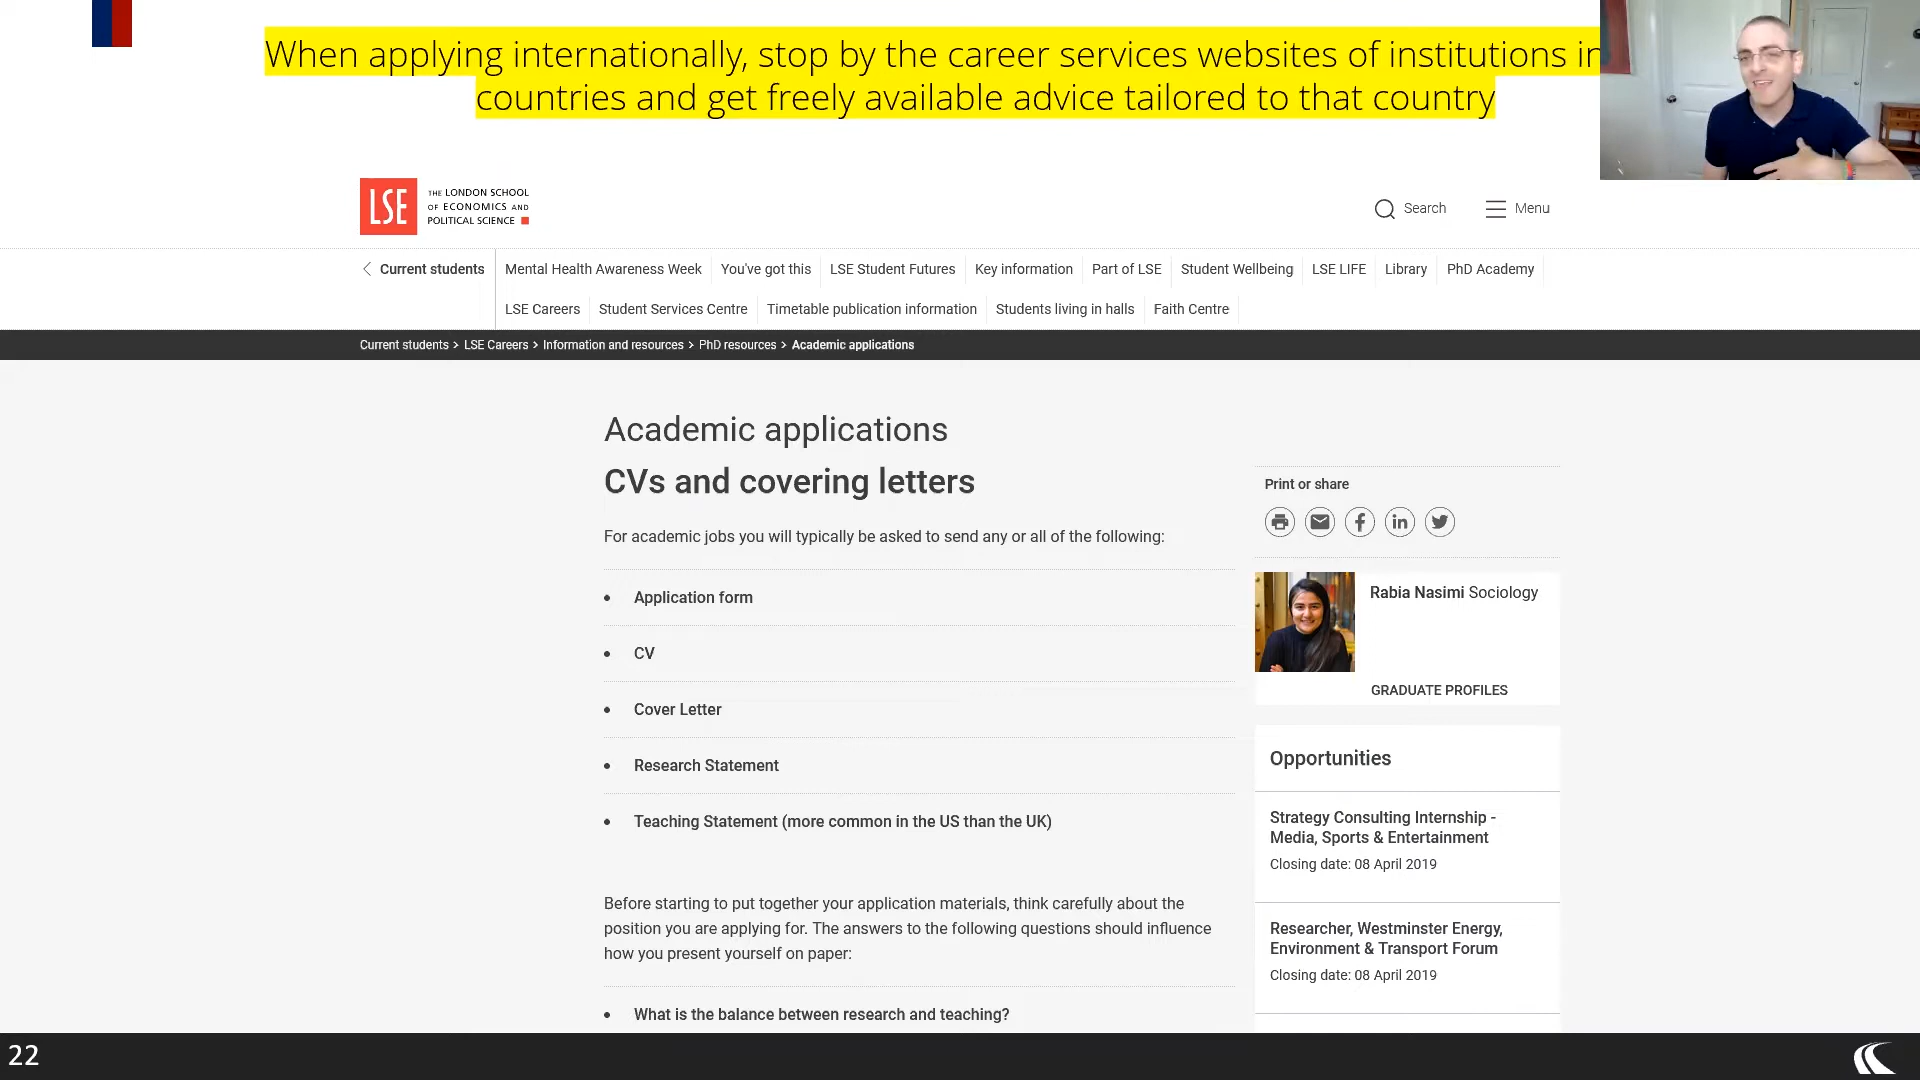 When applying internationally, stop by the career services websites of institutions in
countries and get freely available advice tailored to that country
LSE
THE LONDON SCHOOL
OF ECONOMICS AND
POLITICAL SCIENCE
Search
Menu
Current students
Mental Health Awareness Week
You've got this
LSE Student Futures
Key information
Part of LSE
Student Wellbeing
LSE LIFE
Library
PhD Academy
LSE Careers
Student Services Centre
Timetable publication information
Students living in halls
Faith Centre
Current students > LSE Careers > Information and resources > PhD resources > Academic applications
Academic applications
CVs and covering letters
For academic jobs you will typically be asked to send any or all of the following:
• Application form
• CV
• Cover Letter
• Research Statement
• Teaching Statement (more common in the US than the UK)
Before starting to put together your application materials, think carefully about the
position you are applying for. The answers to the following questions should influence
how you present yourself on paper:
• What is the balance between research and teaching?
Print or share
Rabia Nasimi Sociology
GRADUATE PROFILES
Opportunities
Strategy Consulting Internship -
Media, Sports & Entertainment
Closing date: 08 April 2019
Researcher, Westminster Energy,
Environment & Transport Forum
Closing date: 08 April 2019
22